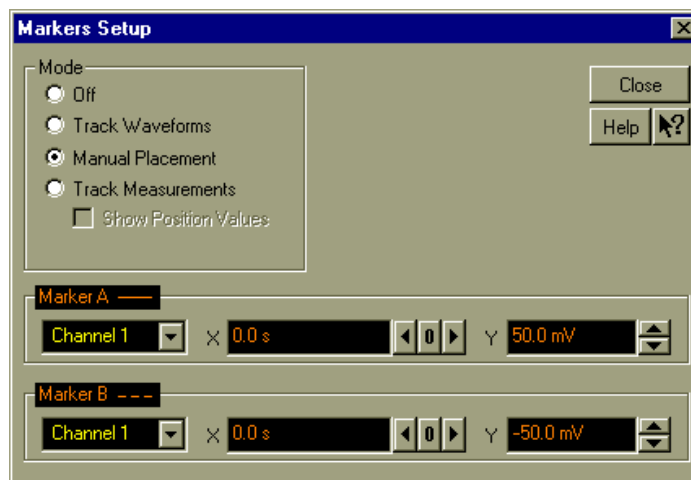 Markers Setup
Mode
Off
Track Waveforms
Manual Placement
Track Measurements
Show Position Values
Close
Help ?
Marker A
Channel 1 X 0.0 s 0 Y 50.0 mV
Marker B
Channel 1 X 0.0 s 0 Y -50.0 mV